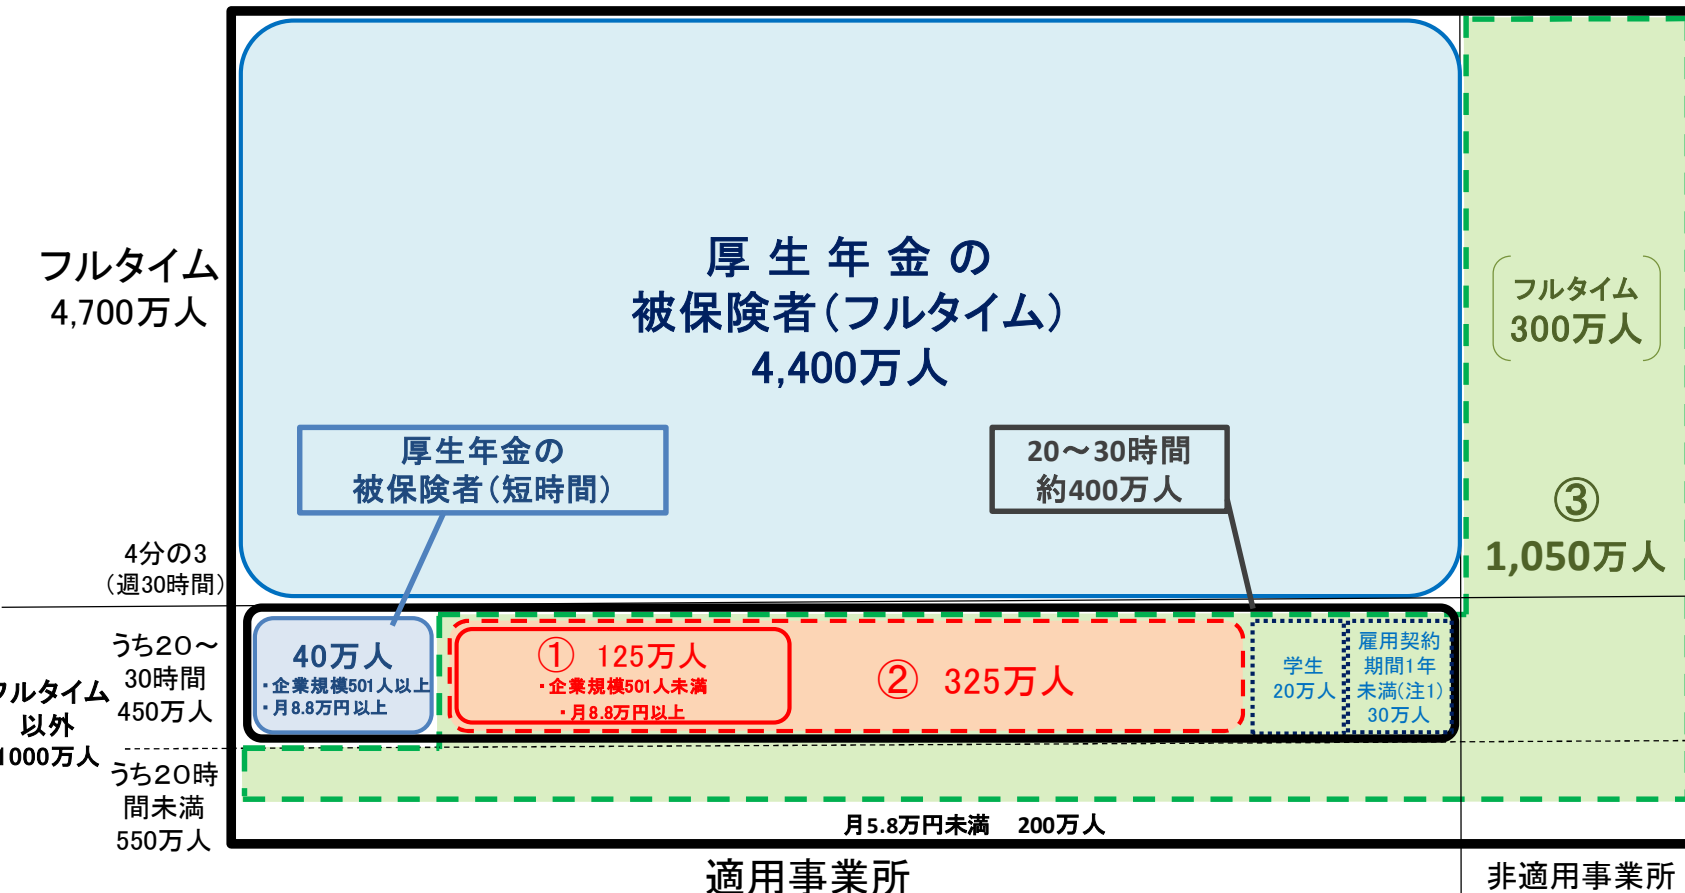 フルタイム
4,700万人
厚生年金の
被保険者（フルタイム）
4,400万人
フルタイム
300万人
厚生年金の
被保険者（短時間）
20～30時間
約400万人
③
1,050万人
4分の3
（週30時間）
うち20～
30時間
450万人
フルタイム
以外
1000万人
40万人
・企業規模501人以上
・月8.8万円以上
① 125万人
・企業規模501人未満
・月8.8万円以上
② 325万人
学生
20万人
雇用契約
期間1年
未満(注1)
30万人
うち20時
間未満
550万人
月5.8万円未満 200万人
適用事業所
非適用事業所